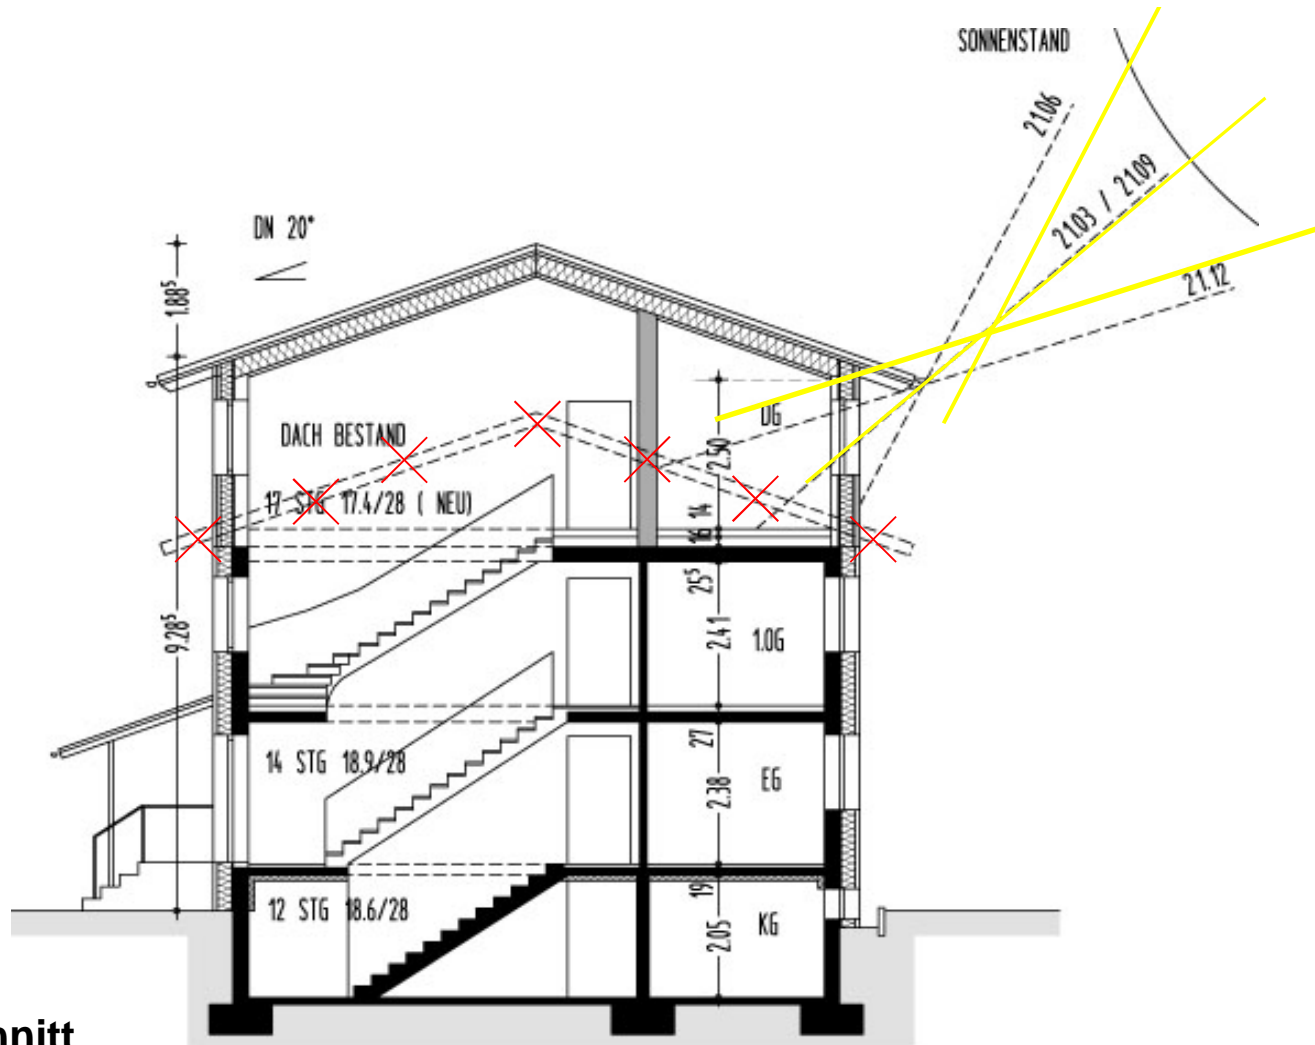 SONNENSTAND
21.06
21.03 / 21.09
21.12
DN 20°
1.88⁵
DG
DACH BESTAND
2.50
17 STG 17.4/28 ( NEU)
16 14
25⁵
9.28⁵
2.41
1.OG
27
14 STG 18.9/28
2.38
EG
19
12 STG 18.6/28
2.05
KG
hnitt